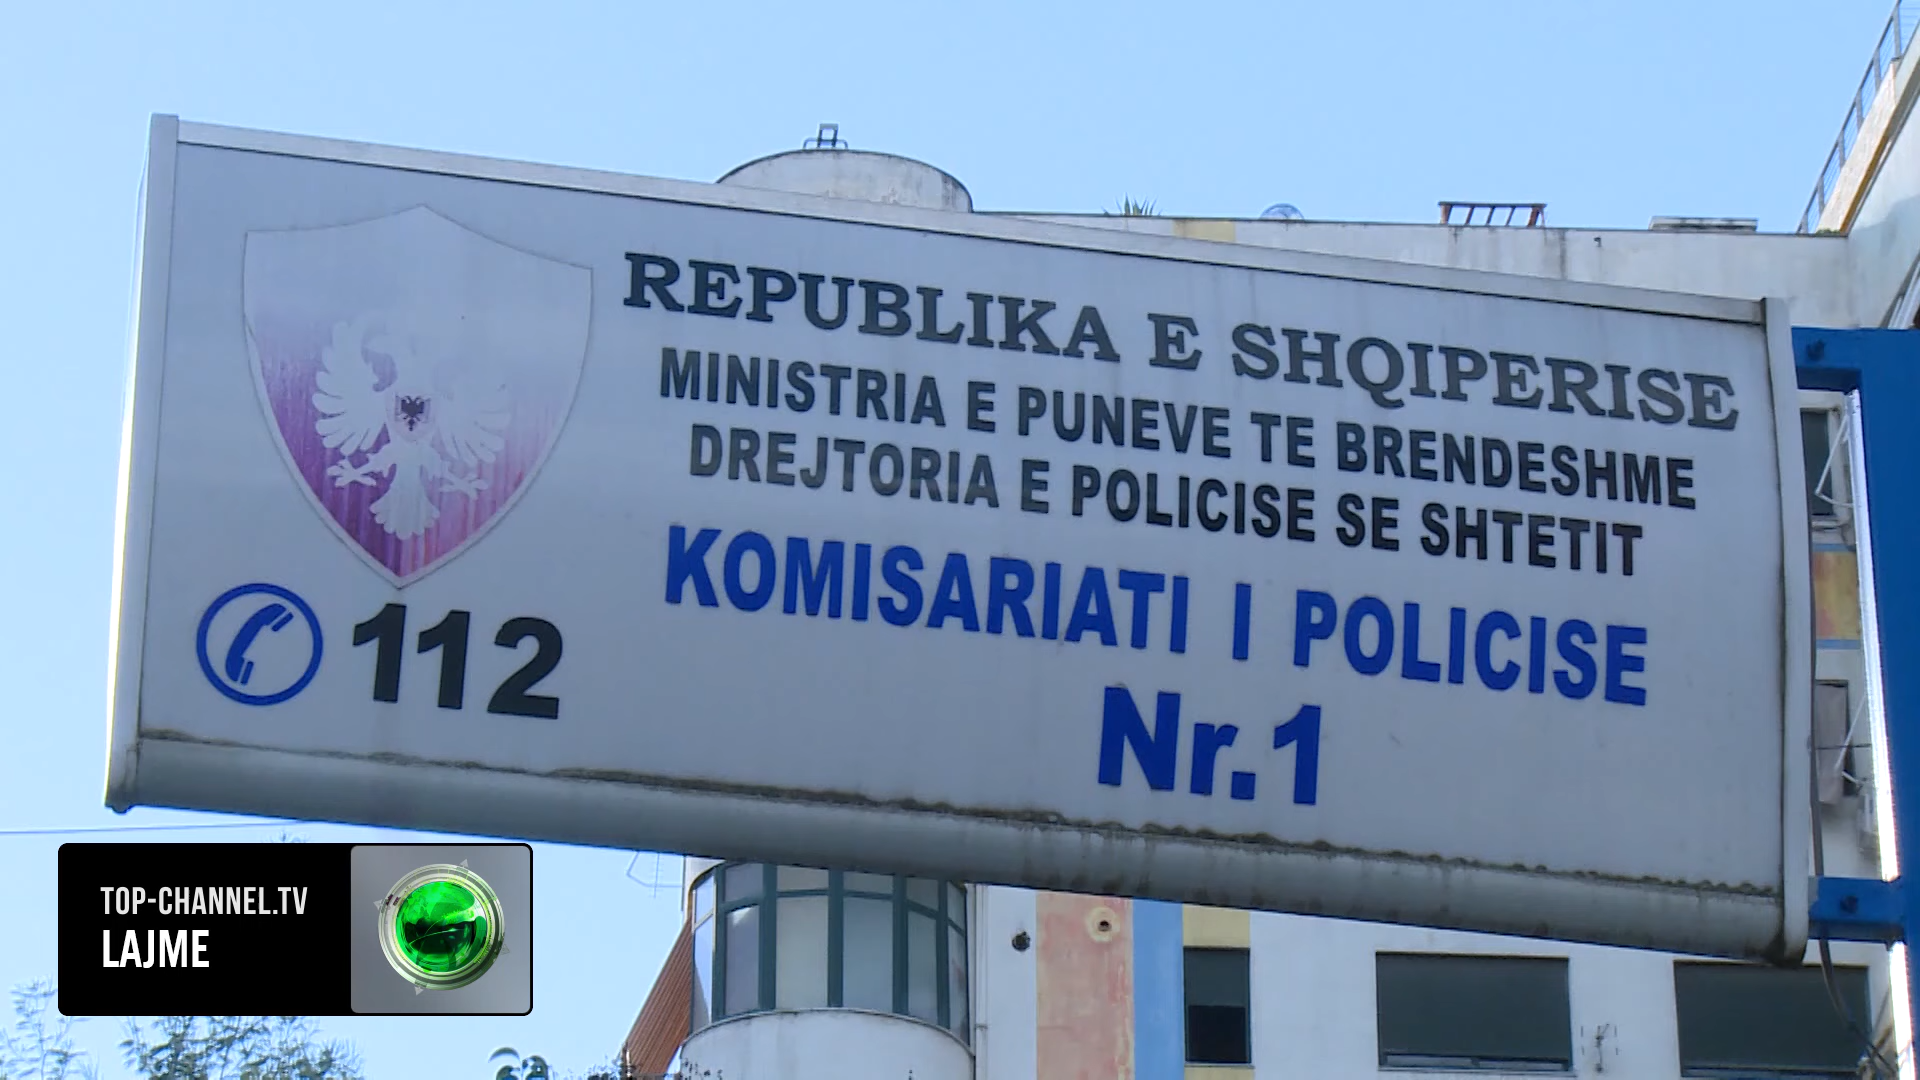 REPUBLIKA E SHQIPERISE
MINISTRIA E PUNEVE TE BRENDESHME
DREJTORIA E POLICISE SE SHTETIT
KOMISARIATI I POLICISE
Nr.1
112
TOP-CHANNEL.TV
LAJME